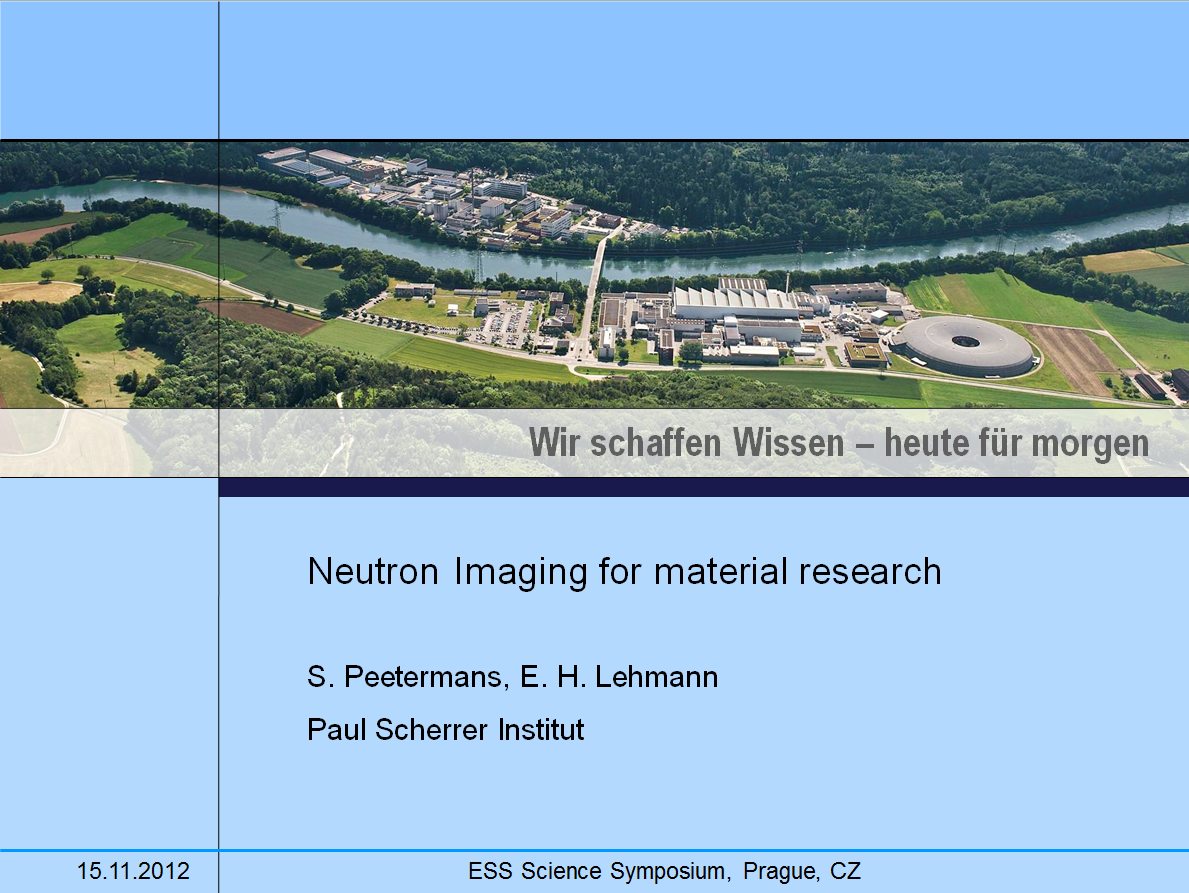 Wir schaffen Wissen – heute für morgen
Neutron Imaging for material research
S. Peetermans, E. H. Lehmann
Paul Scherrer Institut
15.11.2012
ESS Science Symposium, Prague, CZ